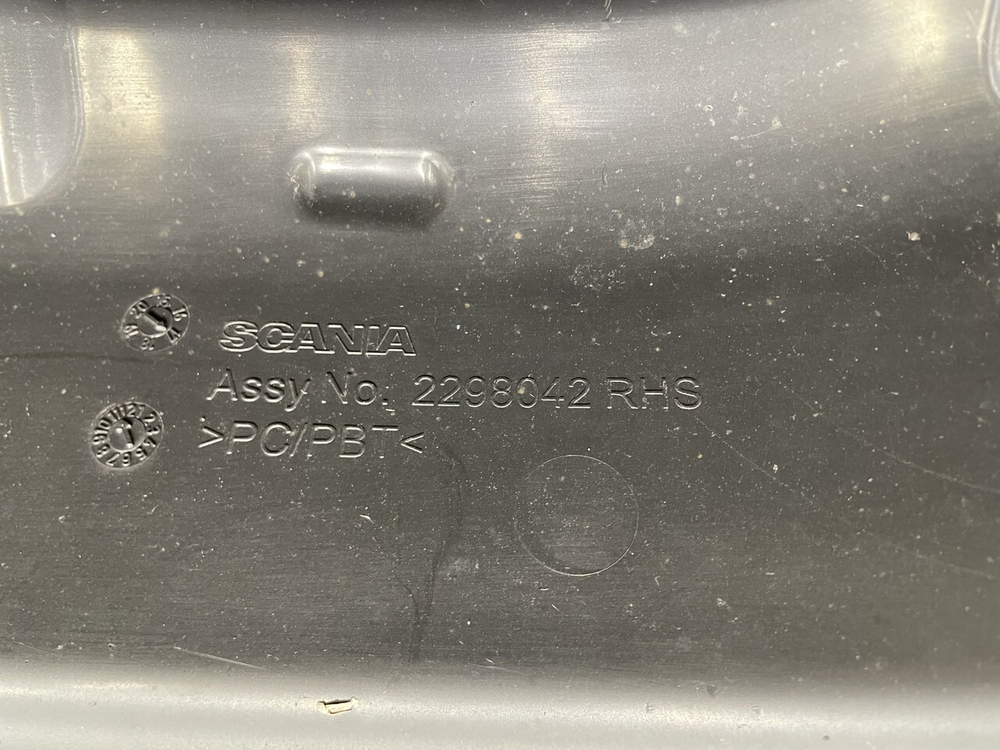 SCANIA
Assy No. 2298042 RHS
>PC/PBT<